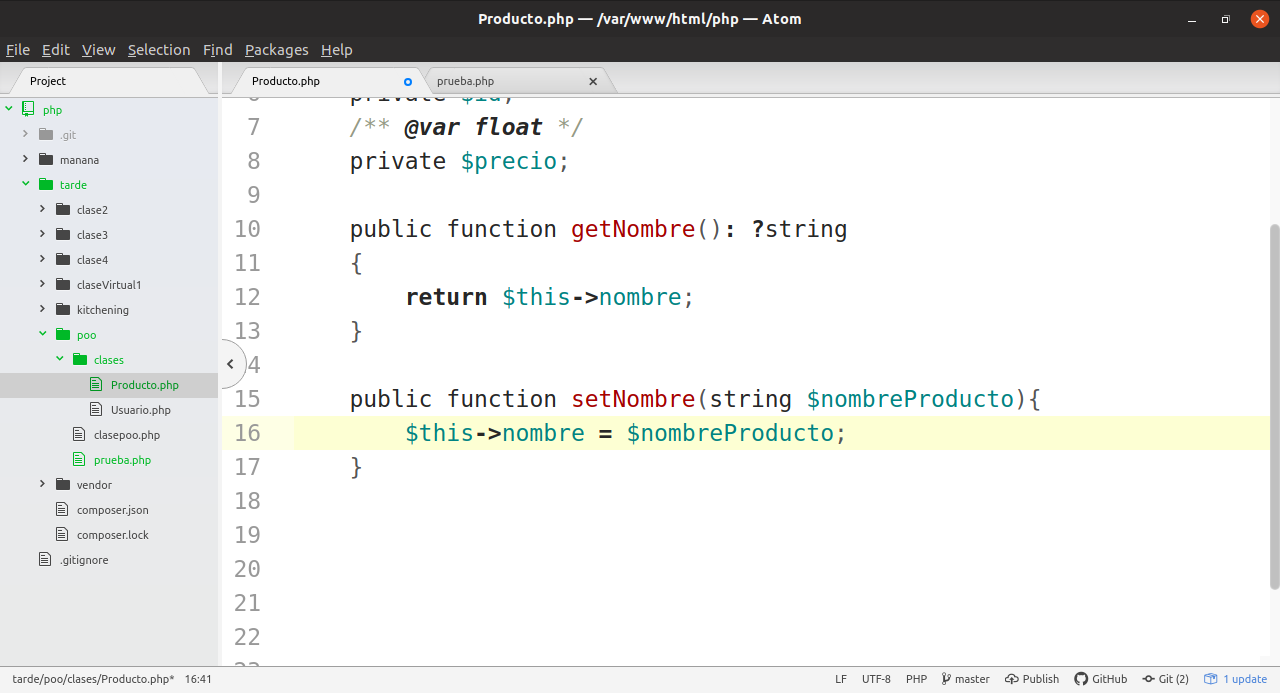 Producto.php — /var/www/html/php — Atom
File Edit View Selection Find Packages Help
Project
Producto.php
prueba.php
php
.git
manana
tarde
clase2
clase3
clase4
claseVirtual1
kitchening
poo
clases
Producto.php
Usuario.php
clasepoo.php
prueba.php
vendor
composer.json
composer.lock
.gitignore
6 private $id;
7 /** @var float */
8 private $precio;
9
10 public function getNombre(): ?string
11 {
12 return $this->nombre;
13 }
4
15 public function setNombre(string $nombreProducto){
16 $this->nombre = $nombreProducto;
17 }
18
19
20
21
22
23
tarde/poo/clases/Producto.php* 16:41 LF UTF-8 PHP master Publish GitHub Git (2) 1 update